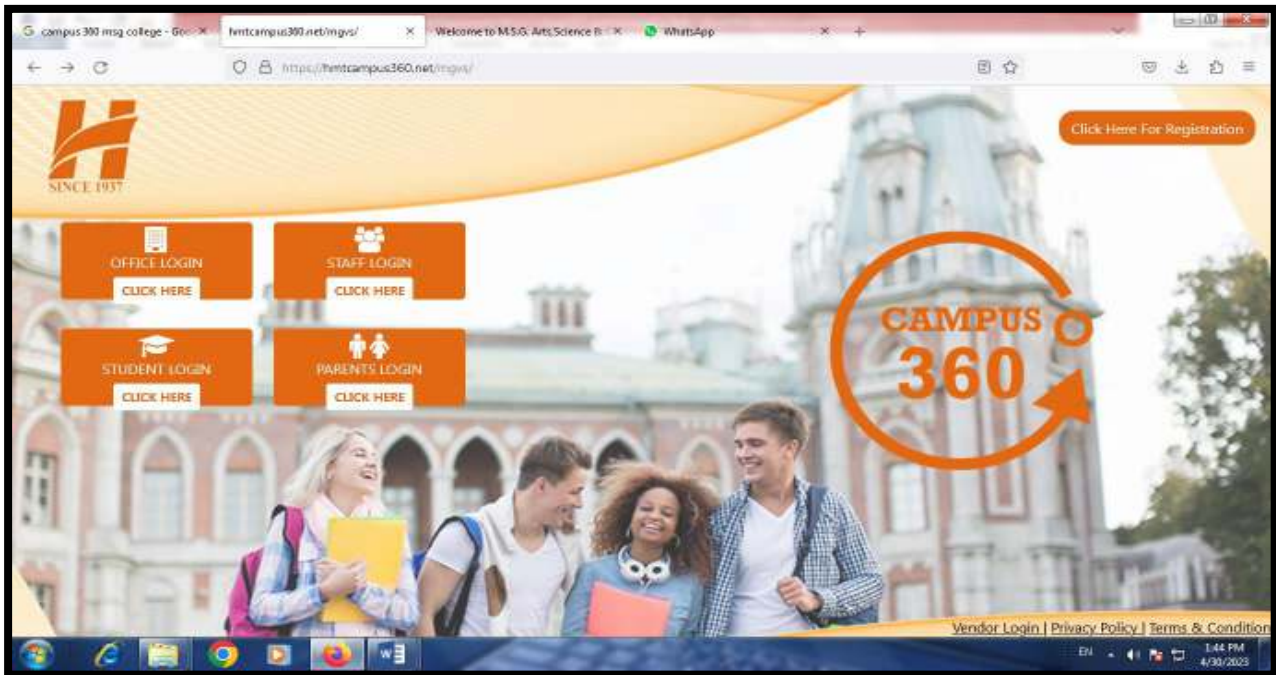 campus 360 msg college - Goo
hmtcampus360.net/mgvs/
Welcome to M.S.G. Arts,Science &
WhatsApp
https://hmtcampus360.net/mgvs/
SINCE 1937
Click Here For Registration
OFFICE LOGIN
CLICK HERE
STAFF LOGIN
CLICK HERE
STUDENT LOGIN
CLICK HERE
PARENTS LOGIN
CLICK HERE
CAMPUS
360
Vendor Login | Privacy Policy | Terms & Condition
EN
1:44 PM
4/30/2023